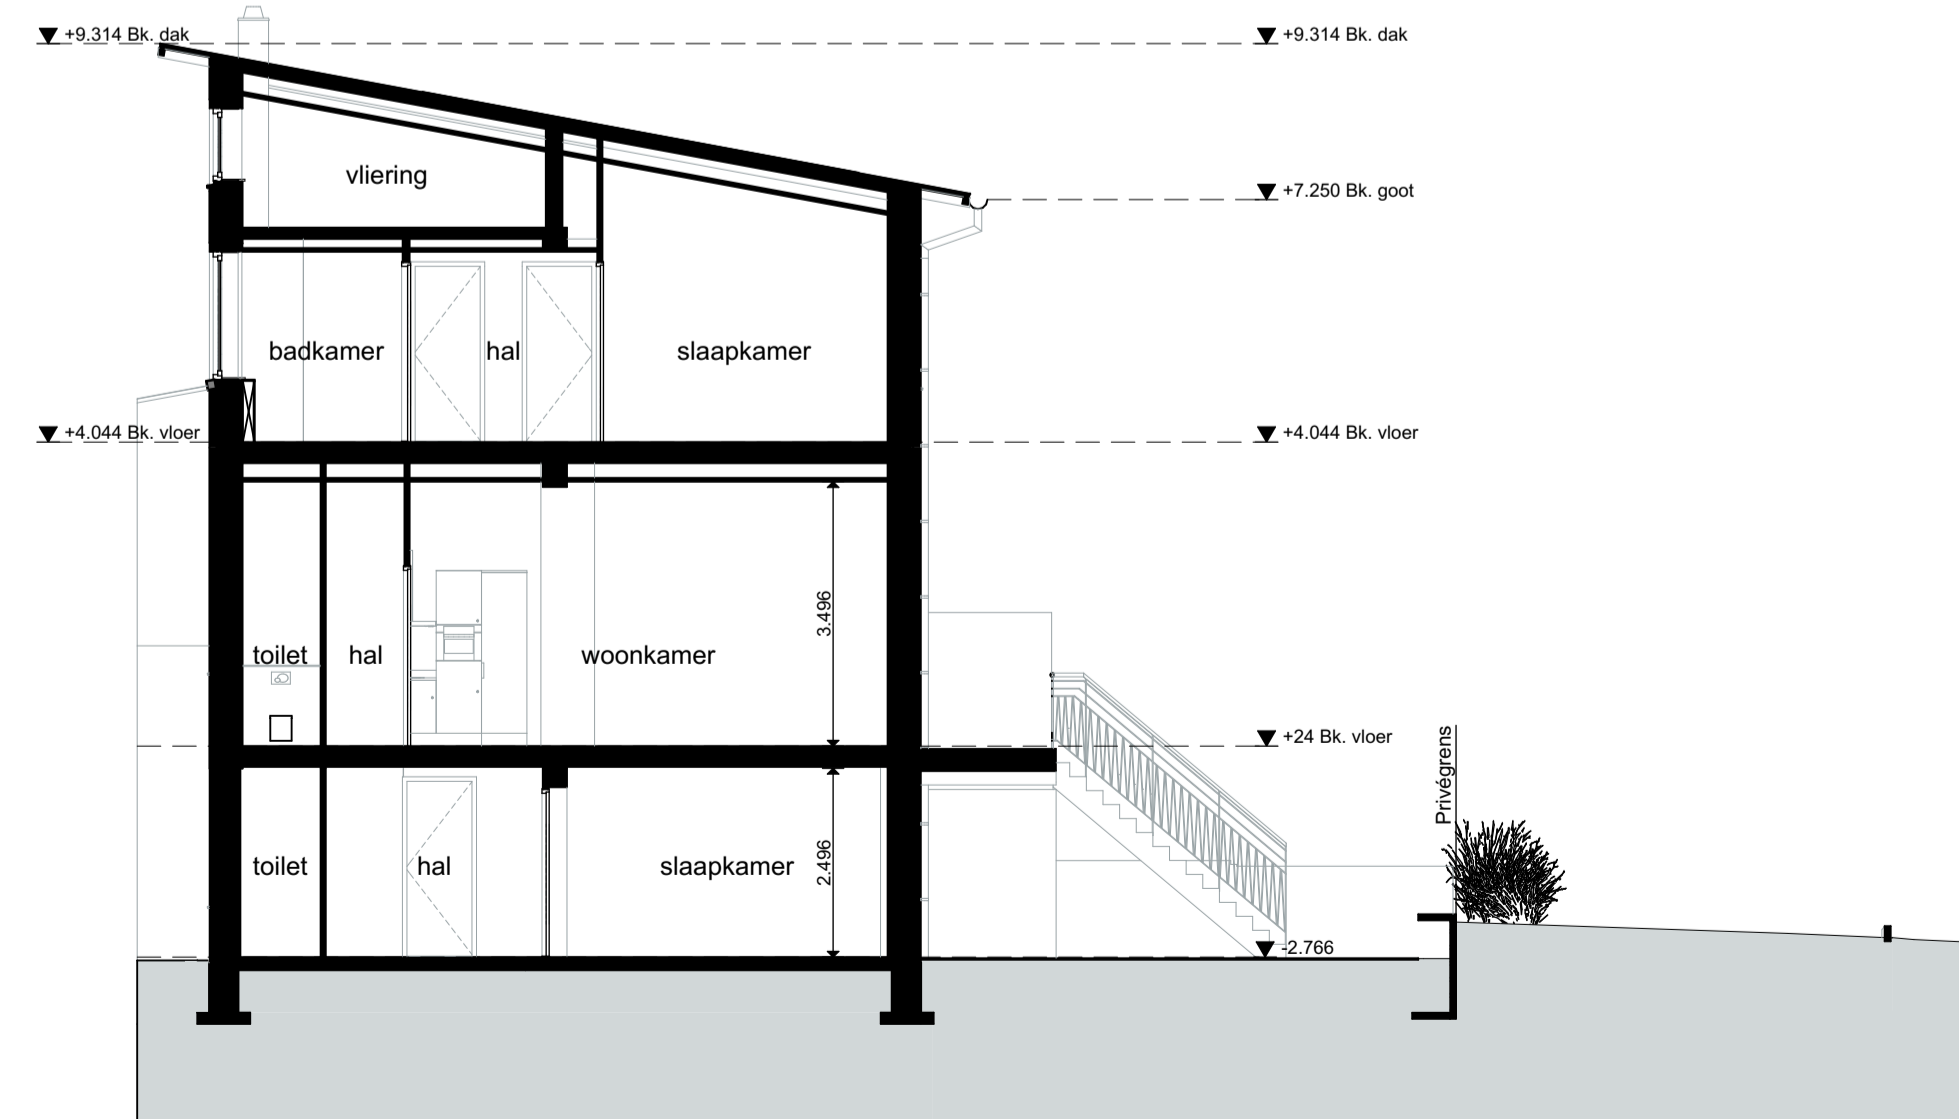 +9.314 Bk. dak
+9.314 Bk. dak
vliering
+7.250 Bk. goot
badkamer
hal
slaapkamer
+4.044 Bk. vloer
+4.044 Bk. vloer
3.496
toilet
hal
woonkamer
+24 Bk. vloer
Privégrens
toilet
hal
slaapkamer
2.496
-2.766